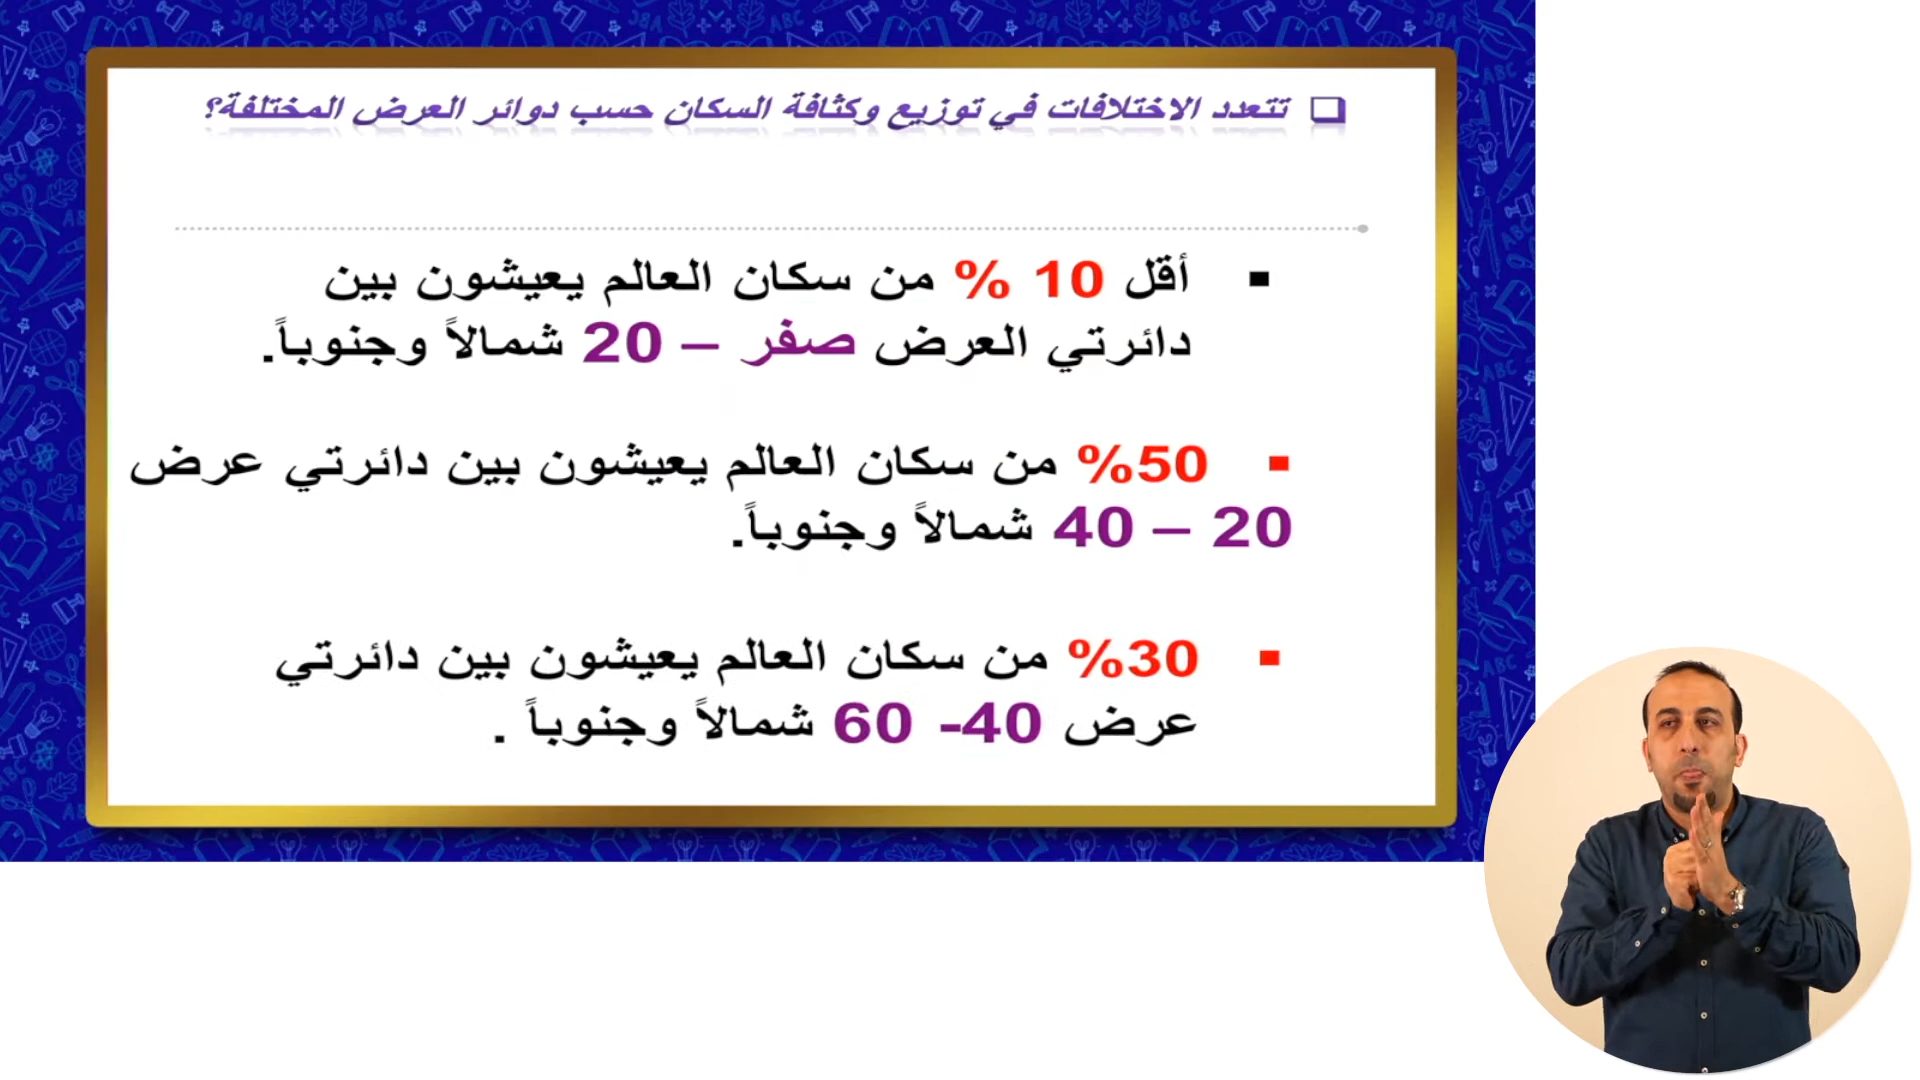 ❑ تتعدد الاختلافات في توزيع وكثافة السكان حسب دوائر العرض المختلفة؟
▪ أقل 10 % من سكان العالم يعيشون بين
دائرتي العرض صفر – 20 شمالاً وجنوباً.
▪ 50% من سكان العالم يعيشون بين دائرتي عرض
20 – 40 شمالاً وجنوباً.
▪ 30% من سكان العالم يعيشون بين دائرتي
عرض 40- 60 شمالاً وجنوباً .